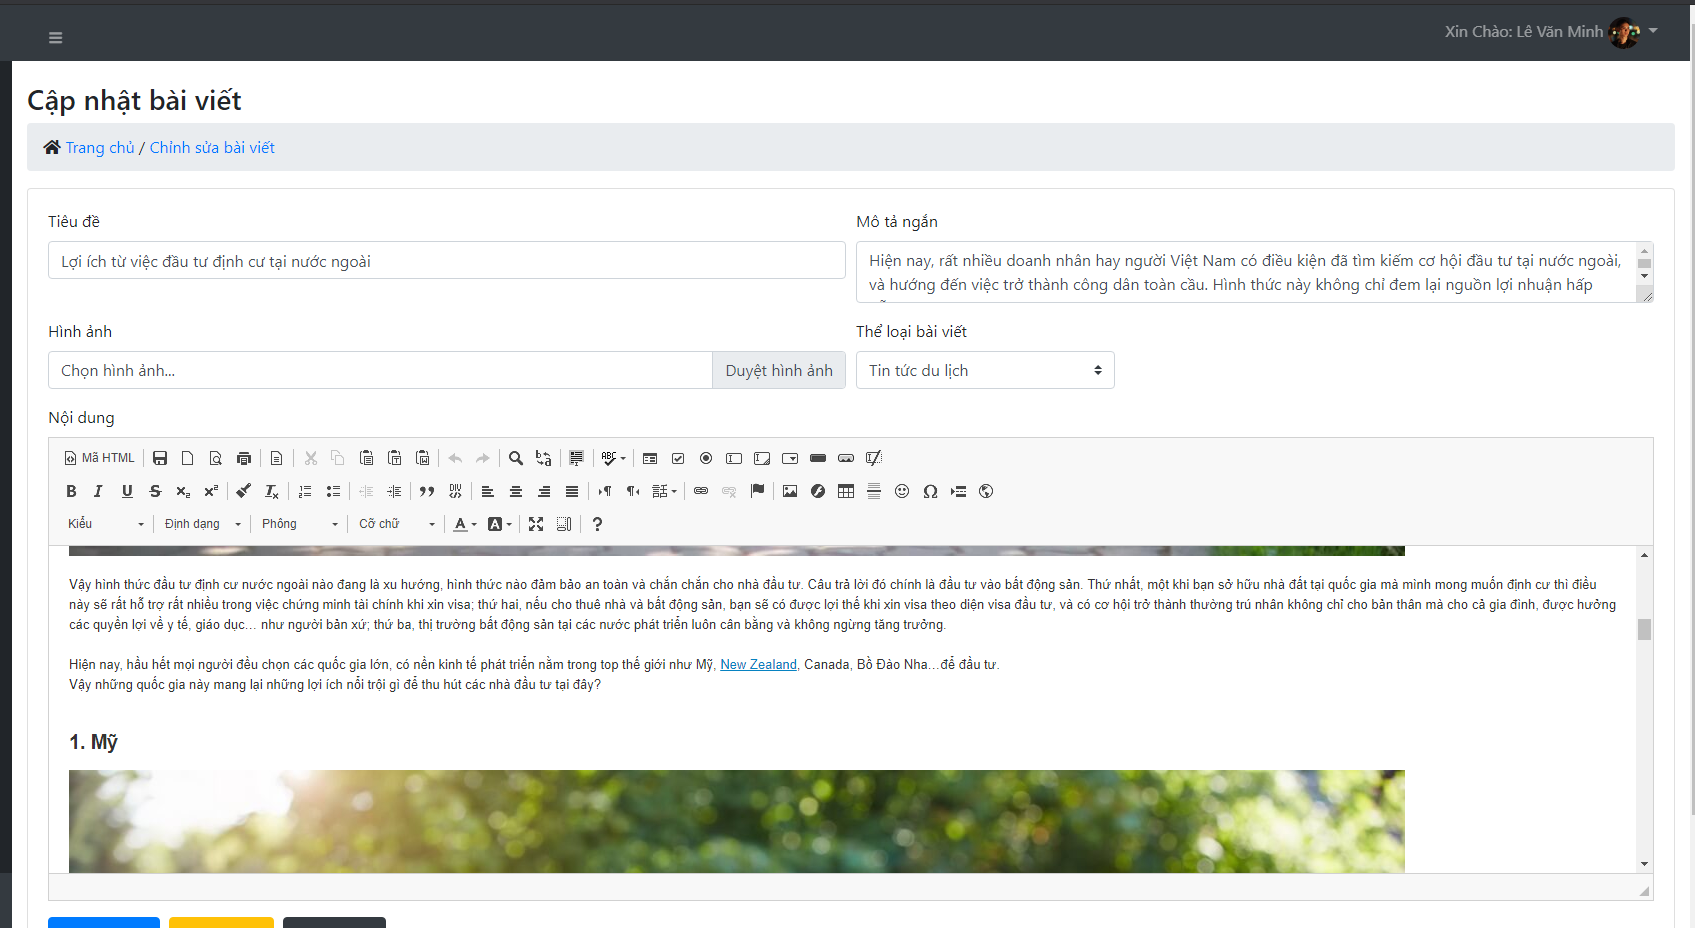 Xin Chào: Lê Văn Minh
Cập nhật bài viết
Trang chủ / Chỉnh sửa bài viết
Tiêu đề
Mô tả ngắn
Lợi ích từ việc đầu tư định cư tại nước ngoài
Hiện nay, rất nhiều doanh nhân hay người Việt Nam có điều kiện đã tìm kiếm cơ hội đầu tư tại nước ngoài,
và hướng đến việc trở thành công dân toàn cầu. Hình thức này không chỉ đem lại nguồn lợi nhuận hấp
Hình ảnh
Thể loại bài viết
Chọn hình ảnh...
Duyệt hình ảnh
Tin tức du lịch
Nội dung
Mã HTML
Kiểu
Định dạng
Phông
Cỡ chữ
Vậy hình thức đầu tư định cư nước ngoài nào đang là xu hướng, hình thức nào đảm bảo an toàn và chắn chắn cho nhà đầu tư. Câu trả lời đó chính là đầu tư vào bất động sản. Thứ nhất, một khi bạn sở hữu nhà đất tại quốc gia mà mình mong muốn định cư thì điều
này sẽ rất hỗ trợ rất nhiều trong việc chứng minh tài chính khi xin visa; thứ hai, nếu cho thuê nhà và bất động sản, bạn sẽ có được lợi thế khi xin visa theo diện visa đầu tư, và có cơ hội trở thành thường trú nhân không chỉ cho bản thân mà cho cả gia đình, được hưởng
các quyền lợi về y tế, giáo dục… như người bản xứ; thứ ba, thị trường bất động sản tại các nước phát triển luôn cân bằng và không ngừng tăng trưởng.
Hiện nay, hầu hết mọi người đều chọn các quốc gia lớn, có nền kinh tế phát triển nằm trong top thế giới như Mỹ, New Zealand, Canada, Bồ Đào Nha…để đầu tư.
Vậy những quốc gia này mang lại những lợi ích nổi trội gì để thu hút các nhà đầu tư tại đây?
1. Mỹ